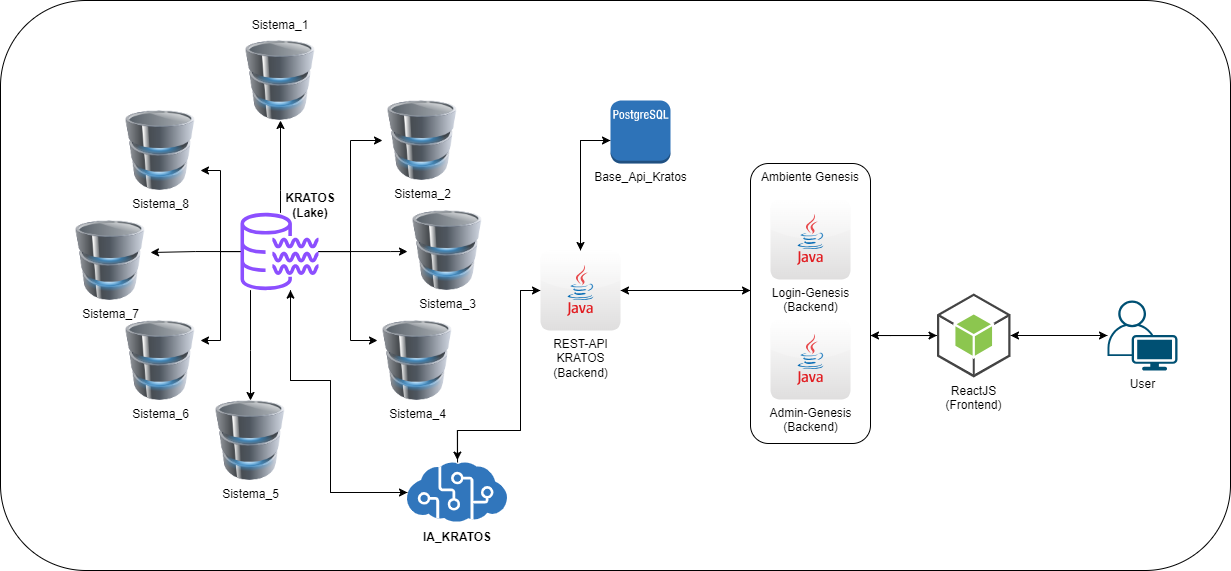 Sistema_1
Sistema_2
Sistema_8
KRATOS
(Lake)
Sistema_3
Sistema_7
Sistema_6
Sistema_4
Sistema_5
IA_KRATOS
PostgreSQL
Base_Api_Kratos
Java
REST-API
KRATOS
(Backend)
Ambiente Genesis
Java
Login-Genesis
(Backend)
Java
Admin-Genesis
(Backend)
ReactJS
(Frontend)
User